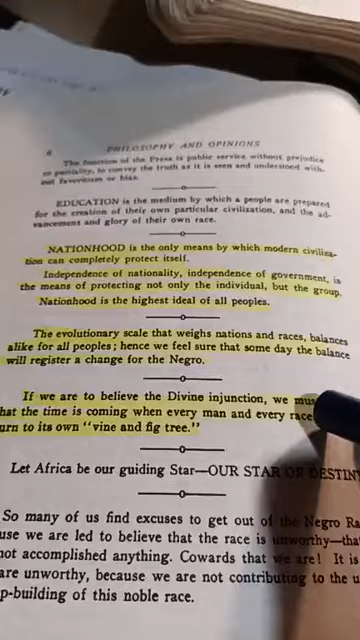 6
PHILOSOPHY AND OPINIONS
The function of the Press is public service without prejudice
or partiality, to convey the truth as it is seen and understood with-
out favoritism or bias.
EDUCATION is the medium by which a people are prepared
for the creation of their own particular civilization, and the ad-
vancement and glory of their own race.
NATIONHOOD is the only means by which modern civiliza-
tion can completely protect itself.
Independence of nationality, independence of government, is
the means of protecting not only the individual, but the group.
Nationhood is the highest ideal of all peoples.
The evolutionary scale that weighs nations and races, balances
alike for all peoples; hence we feel sure that some day the balance
will register a change for the Negro.
If we are to believe the Divine injunction, we mus
hat the time is coming when every man and every race
urn to its own "vine and fig tree."
Let Africa be our guiding Star—OUR STAR OF DESTIN
So many of us find excuses to get out of the Negro Ra
use we are led to believe that the race is unworthy—tha
not accomplished anything. Cowards that we are! It is
are unworthy, because we are not contributing to the u
p-building of this noble race.